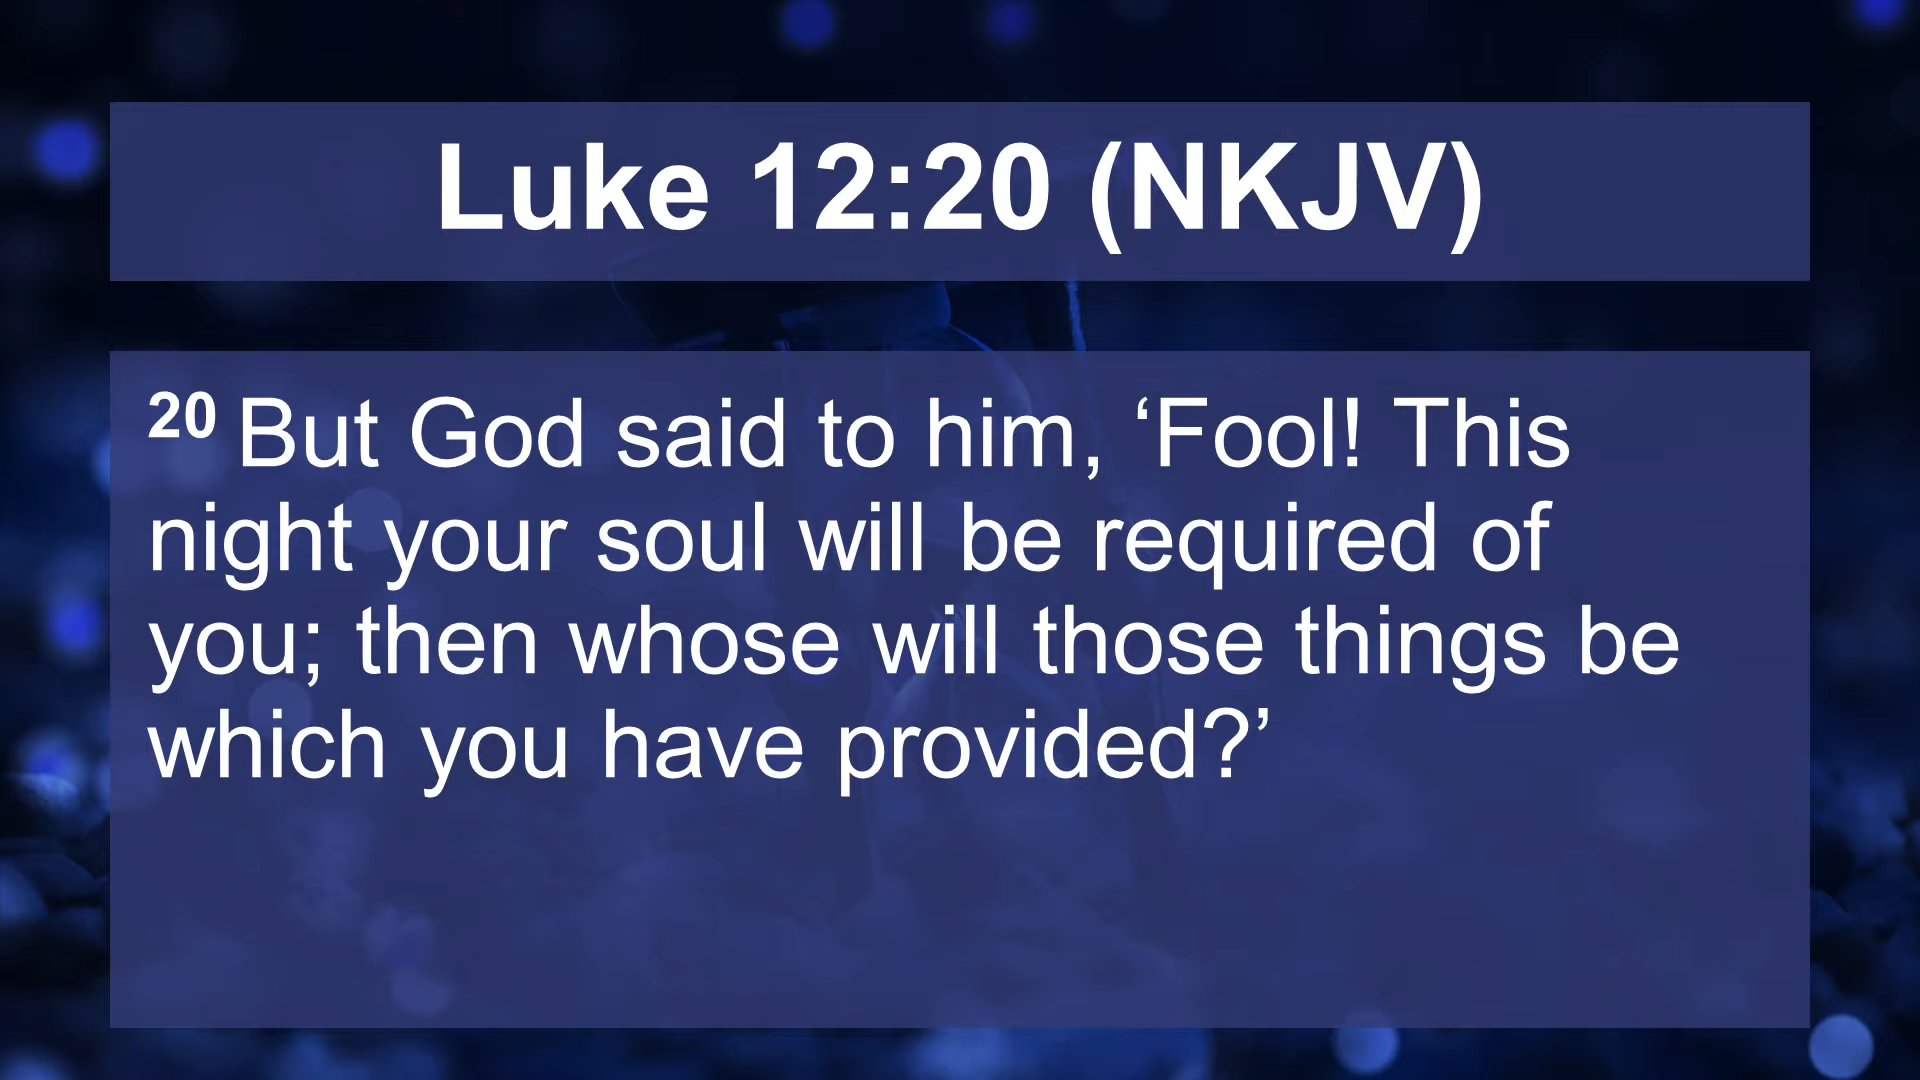 Luke 12:20 (NKJV)
20 But God said to him, ‘Fool! This
night your soul will be required of
you; then whose will those things be
which you have provided?’